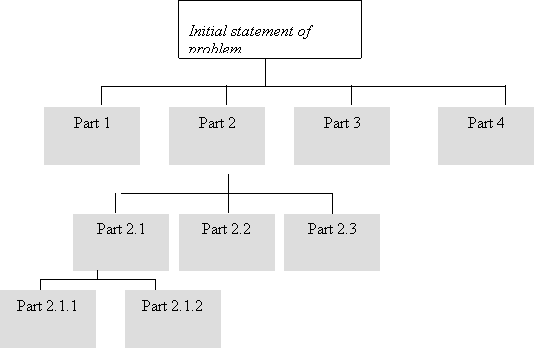 Initial statement of
problem
Part 1
Part 2
Part 3
Part 4
Part 2.1
Part 2.2
Part 2.3
Part 2.1.1
Part 2.1.2